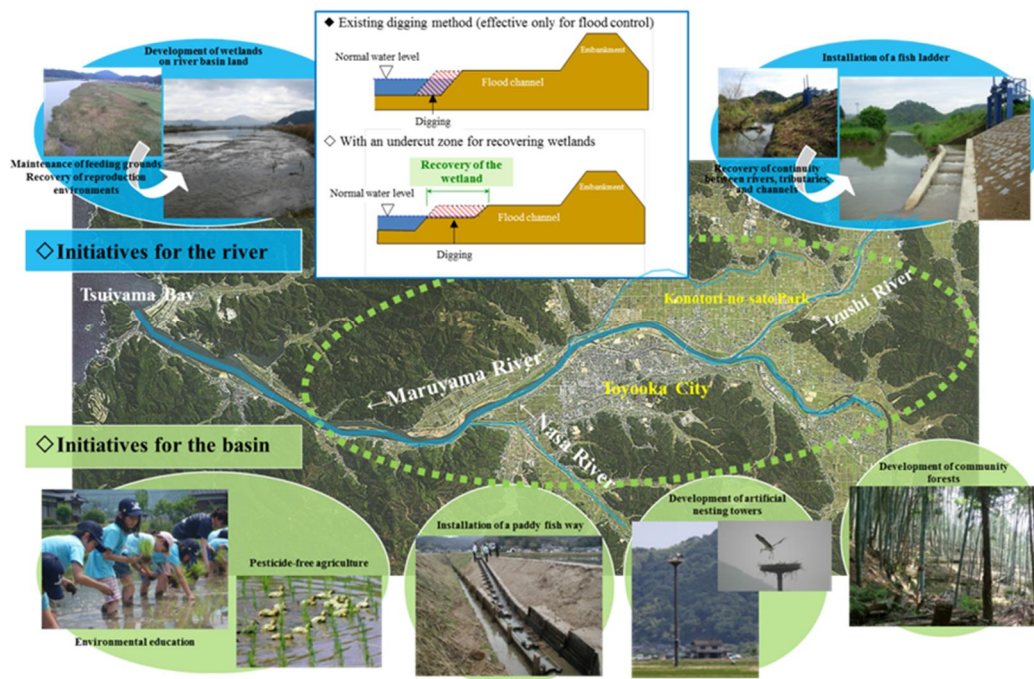 Development of wetlands
on river basin land
Maintenance of feeding grounds
Recovery of reproduction
environments
◆ Existing digging method (effective only for flood control)
Normal water level
Embankment
Flood channel
Digging
◇ With an undercut zone for recovering wetlands
Recovery of the
wetland
Normal water level
Embankment
Flood channel
Digging
Installation of a fish ladder
Recovery of continuity
between rivers, tributaries,
and channels
◇ Initiatives for the river
Tsuiyama Bay
Konotori-no-sato Park
←Izushi River
←Maruyama River
Toyooka City
←Nasa River
◇ Initiatives for the basin
Environmental education
Pesticide-free agriculture
Installation of a paddy fish way
Development of artificial
nesting towers
Development of community
forests